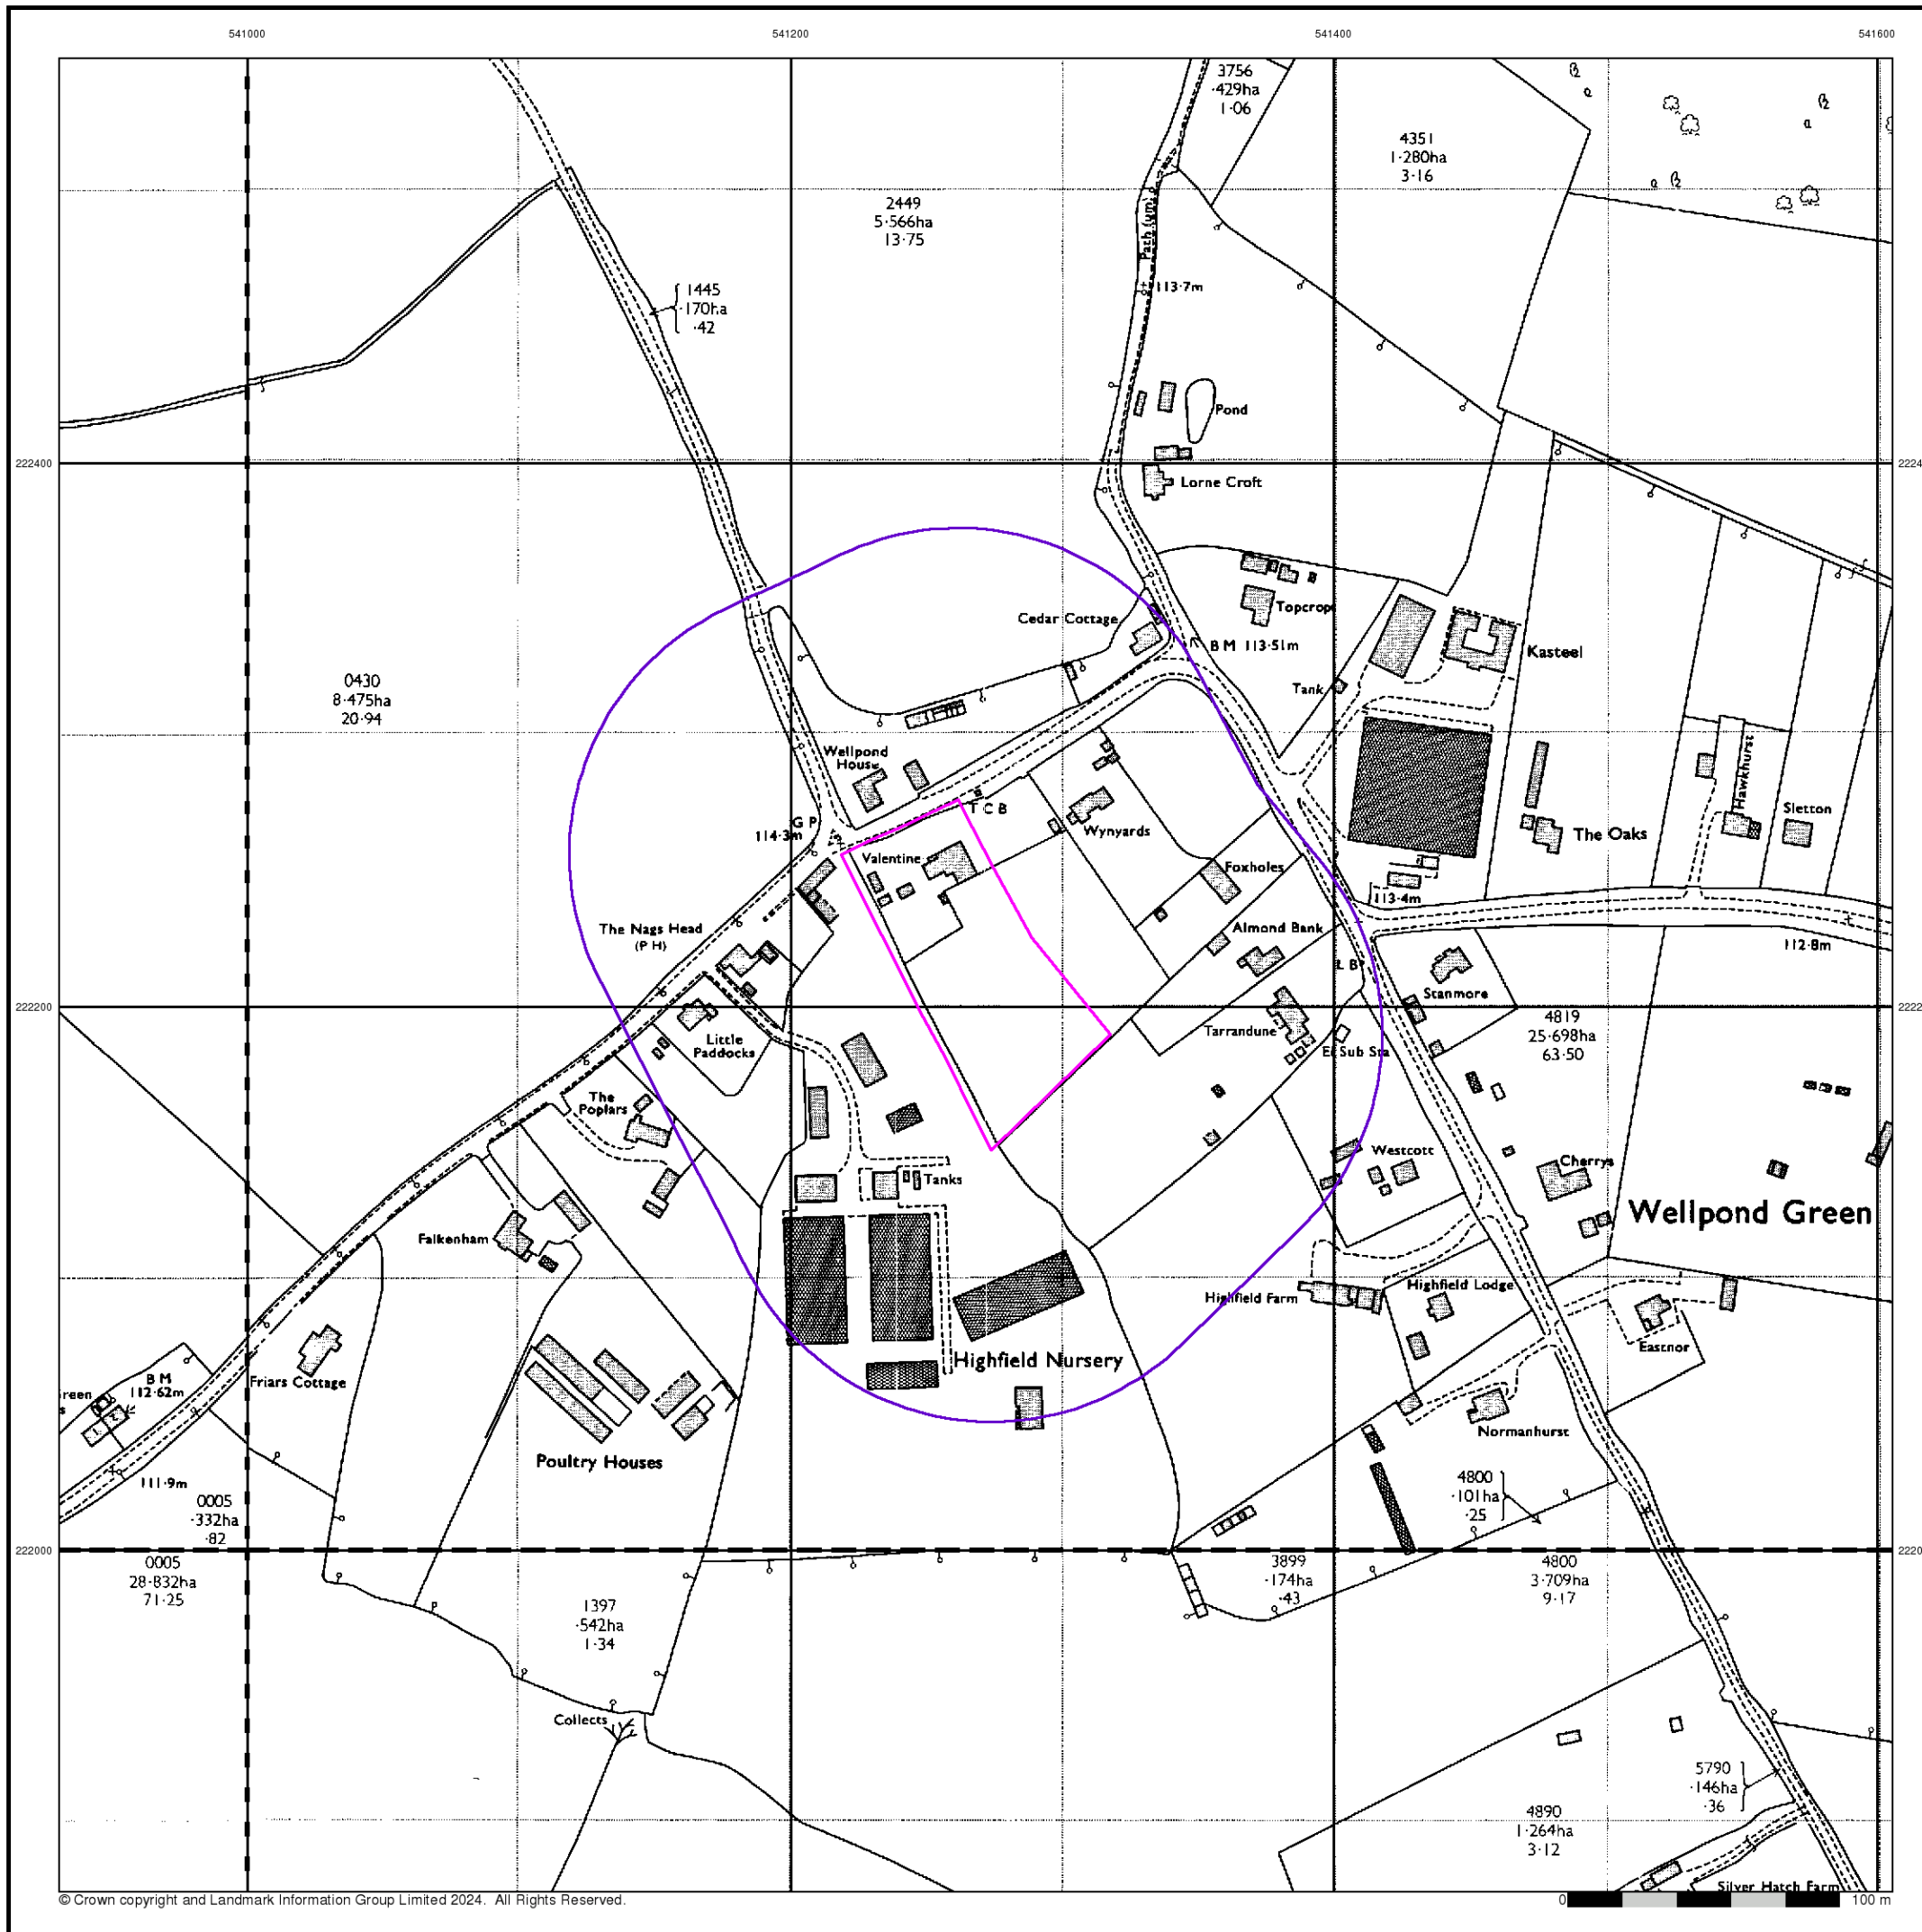 541000
541200
541400
541600
3756
·429ha
1·06
4351
1·280ha
3·16
2449
5·566ha
13·75
Path (um)
113·7m
1445
·170ha
·42
Pond
222400
Lorne Croft
Topcrop
Cedar Cottage
B M 113·51m
Kasteel
Tank
0430
8·475ha
20·94
Wellpond
House
Hawkhurst
Sletton
T C B
G P
114·3m
Wynyards
The Oaks
Valentine
Foxholes
113·4m
The Nags Head
(P H)
Almond Bank
112·8m
L B
Stanmore
222200
Little
Paddocks
Tarrandune
El Sub Sta
4819
25·698ha
63·50
The
Poplars
Westcott
Cherrys
Tanks
Wellpond Green
Falkenham
Highfield Farm
Highfield Lodge
Eastnor
Highfield Nursery
Friars Cottage
B M
112·62m
Normanhurst
Poultry Houses
111·9m
4800
·101ha
·25
0005
·332ha
·82
222000
0005
28·832ha
71·25
3899
·174ha
·43
4800
3·709ha
9·17
1397
·542ha
1·34
Collects
5790
·146ha
·36
4890
1·264ha
3·12
Silver Hatch Farm
© Crown copyright and Landmark Information Group Limited 2024. All Rights Reserved.
0
100 m